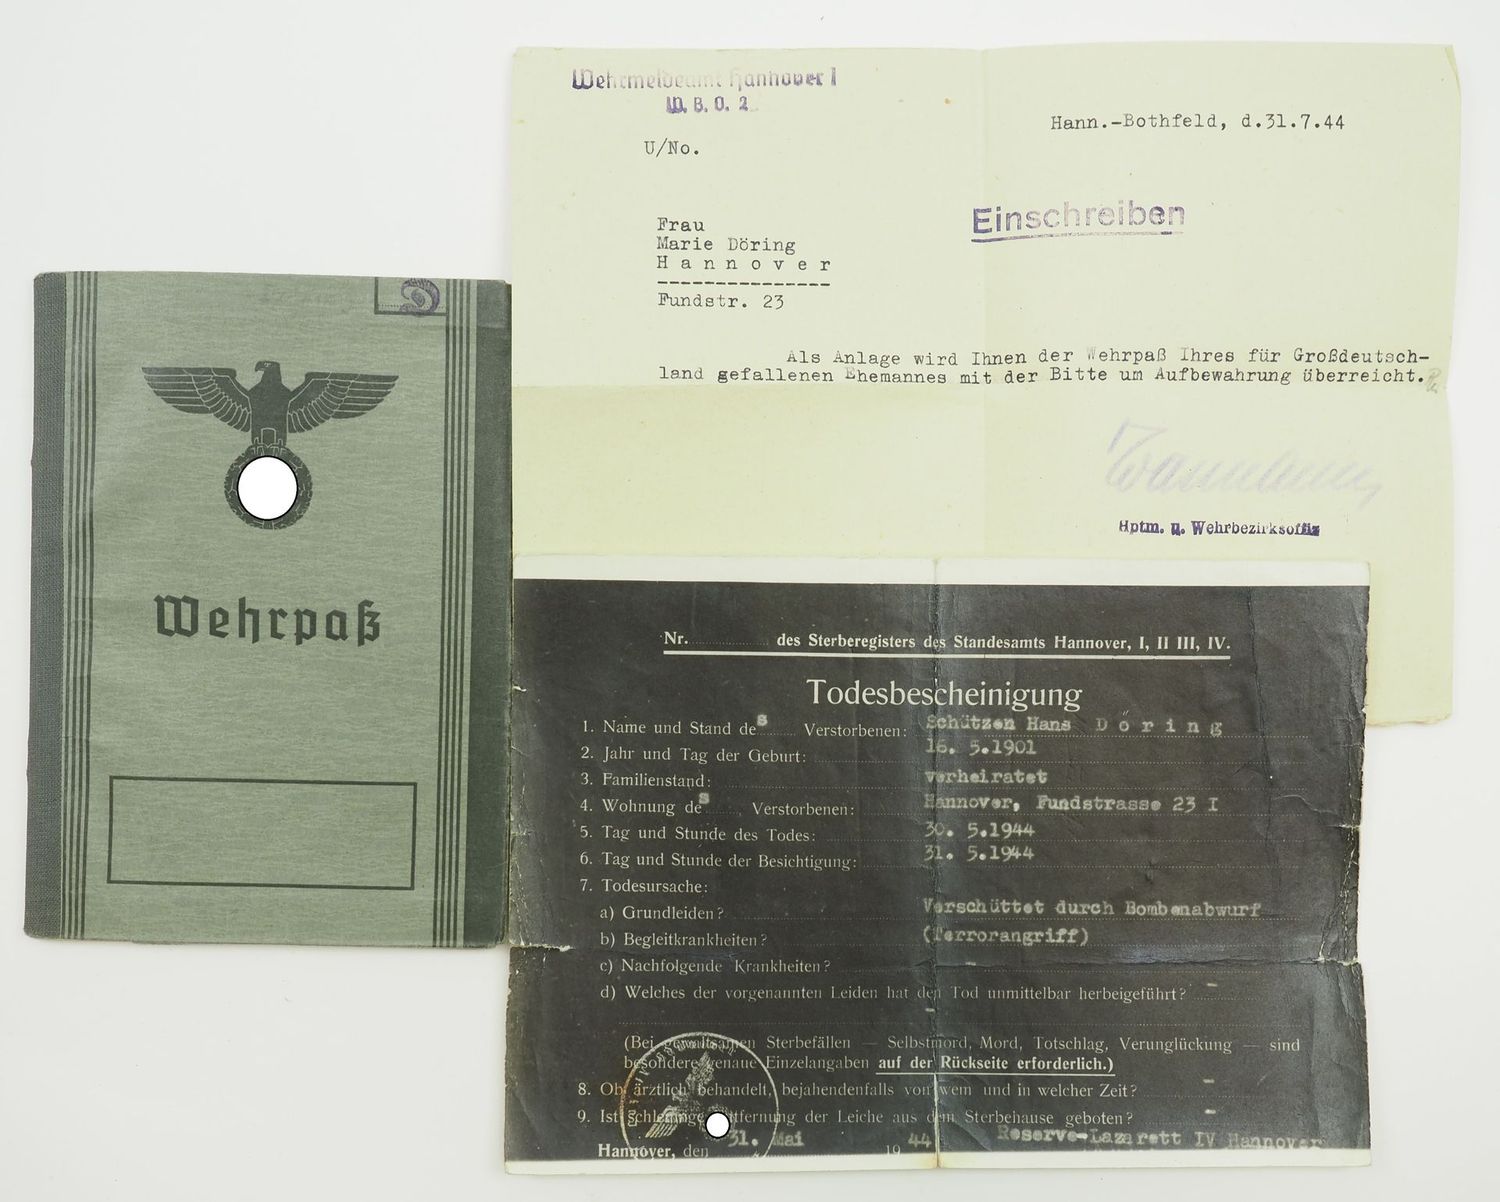 Wehrpaß
Wehrmeldeamt Hannover I
W. B. O. 2
Hann.-Bothfeld, d.31.7.44
U/No.
Einschreiben
Frau
Marie Döring
H a n n o v e r
Fundstr. 23
Als Anlage wird Ihnen der Wehrpaß Ihres für Großdeutsch-
land gefallenen Ehemannes mit der Bitte um Aufbewahrung überreicht.
Hptm. u. Wehrbezirksoffiz
Nr. des Sterberegisters des Standesamts Hannover, I, II III, IV.
Todesbescheinigung
1. Name und Stand des Verstorbenen: Schützen Hans D ö r i n g
2. Jahr und Tag der Geburt: 16. 5.1901
3. Familienstand: verheiratet
4. Wohnung des Verstorbenen: Hannover, Fundstrasse 23 I
5. Tag und Stunde des Todes: 30. 5.1944
6. Tag und Stunde der Besichtigung: 31. 5.1944
7. Todesursache:
a) Grundleiden? Verschüttet durch Bombenabwurf
b) Begleitkrankheiten? (Terrorangriff)
c) Nachfolgende Krankheiten? -
d) Welches der vorgenannten Leiden hat den Tod unmittelbar herbeigeführt? -
-
(Bei gewaltsamen Sterbefällen — Selbstmord, Mord, Totschlag, Verunglückung — sind
besondere genaue Einzelangaben auf der Rückseite erforderlich.)
8. Ob ärztlich behandelt, bejahendenfalls von wem und in welcher Zeit? -
9. Ist schleunige Entfernung der Leiche aus dem Sterbehause geboten? -
Hannover, den 31. Mai 1944 Reserve-Lazarett IV Hannover